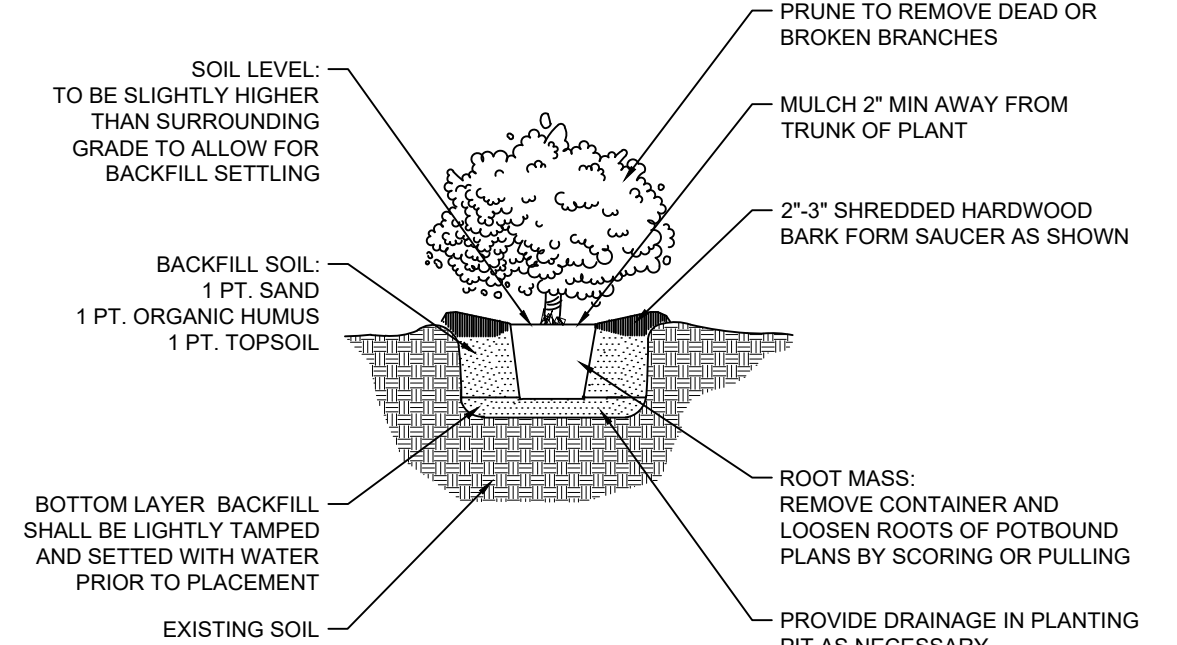 SOIL LEVEL:
TO BE SLIGHTLY HIGHER
THAN SURROUNDING
GRADE TO ALLOW FOR
BACKFILL SETTLING
BACKFILL SOIL:
1 PT. SAND
1 PT. ORGANIC HUMUS
1 PT. TOPSOIL
BOTTOM LAYER BACKFILL
SHALL BE LIGHTLY TAMPED
AND SETTED WITH WATER
PRIOR TO PLACEMENT
EXISTING SOIL
PRUNE TO REMOVE DEAD OR
BROKEN BRANCHES
MULCH 2" MIN AWAY FROM
TRUNK OF PLANT
2"-3" SHREDDED HARDWOOD
BARK FORM SAUCER AS SHOWN
ROOT MASS:
REMOVE CONTAINER AND
LOOSEN ROOTS OF POTBOUND
PLANS BY SCORING OR PULLING
PROVIDE DRAINAGE IN PLANTING
PIT AS NECESSARY